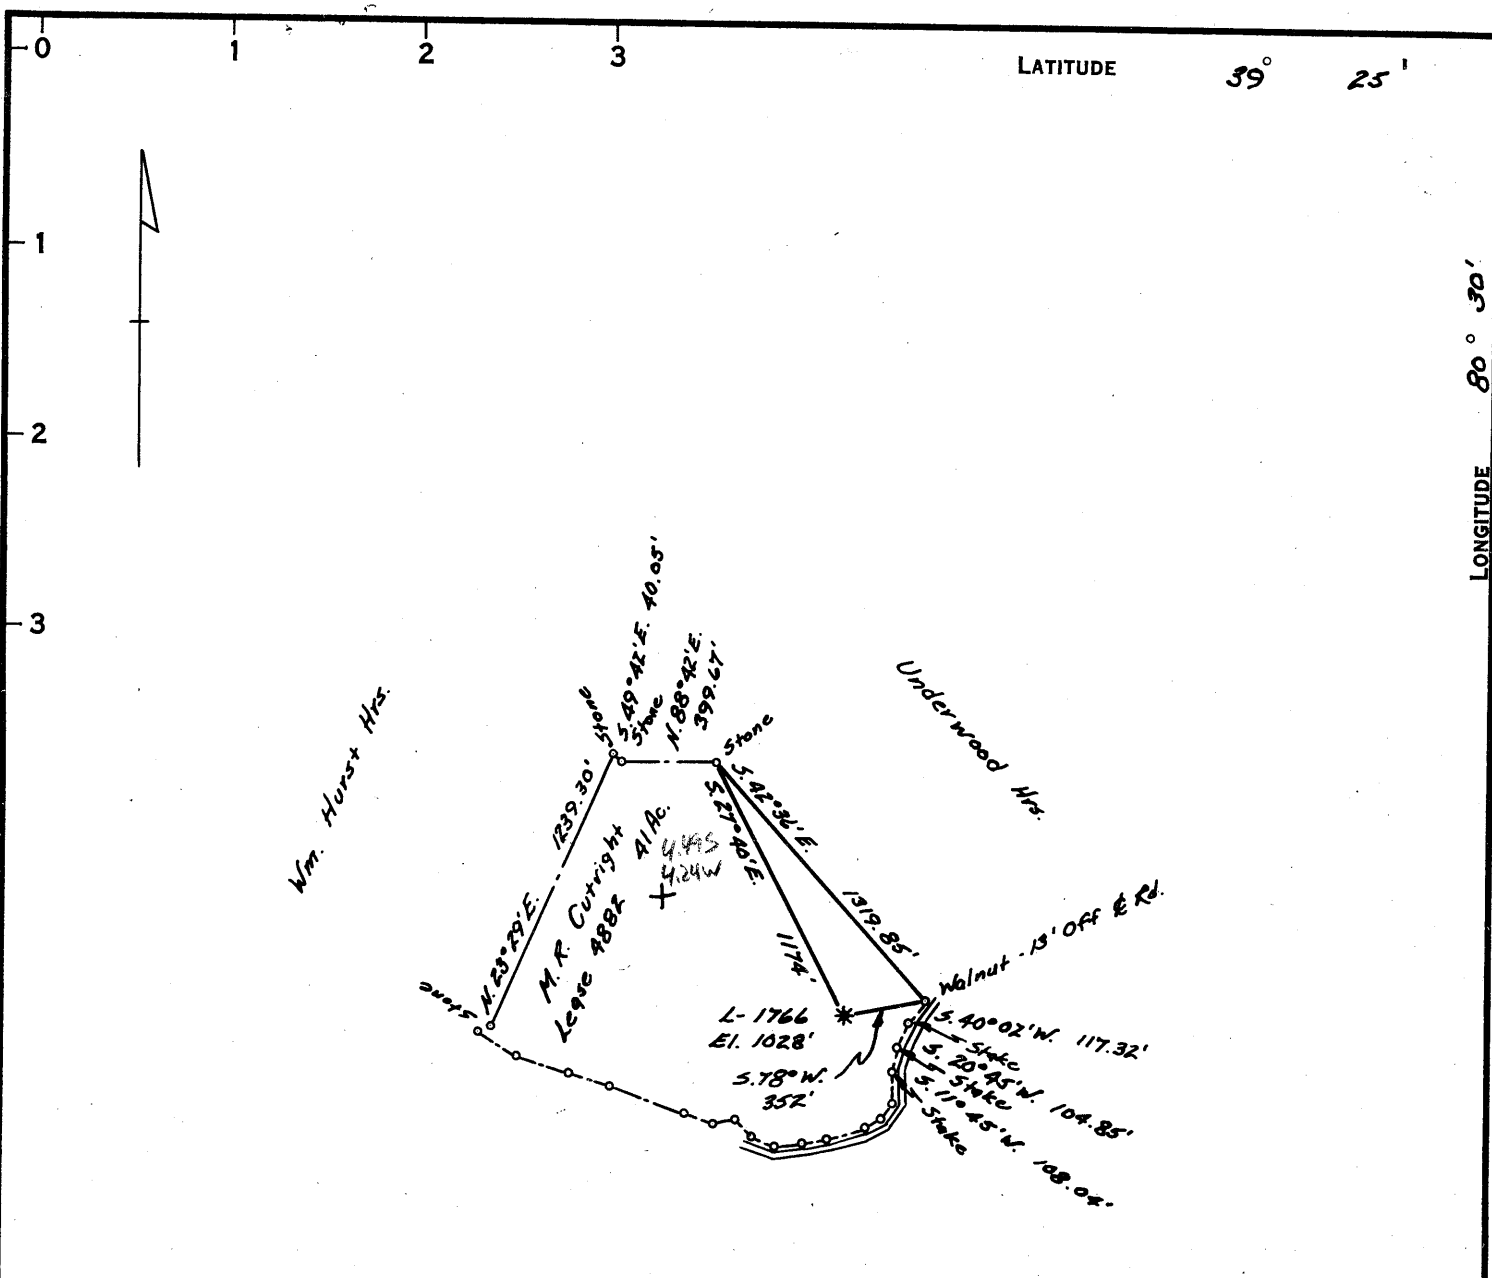 0 1 2 3
LATITUDE 39° 25'
1
2
3
LONGITUDE 80° 30'
S. 49°42'E. 40.05'
Stone
Stone
N. 88°42'E.
399.67'
Stone
Wm. Hurst Hrs.
Underwood Hrs.
N. 23°29'E. 1239.30'
Stone
M. R. Cutright
41 Ac.
Lease 4882
4.49S
4.24W
S. 27°40'E.
1174'
S. 42°36'E.
1319.85'
Walnut - 13' Off ℄ Rd.
L- 1766
El. 1028'
S. 78° W.
352'
S. 40°02'W. 117.32'
Stake
S. 20°45'W. 104.85'
Stake
S. 11°45'W. 108.04'
Stake